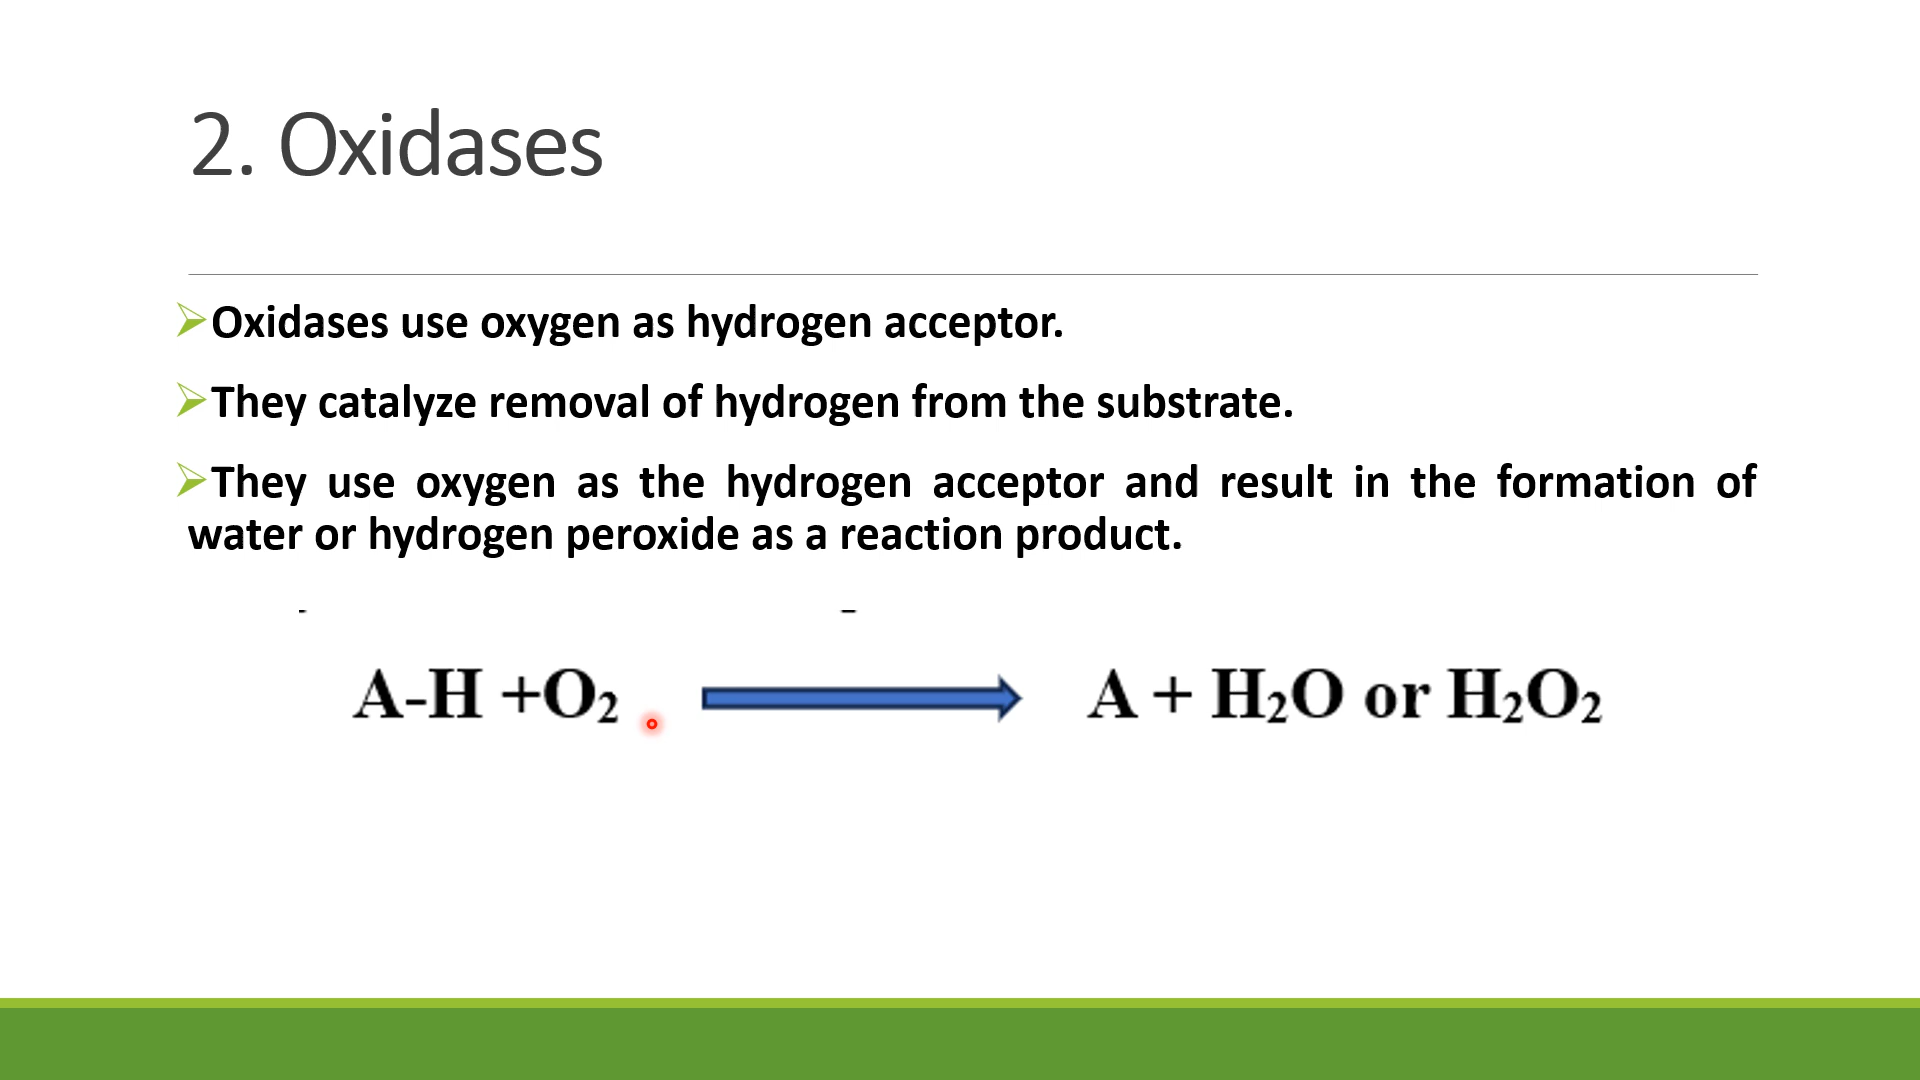 2. Oxidases
Oxidases use oxygen as hydrogen acceptor.
They catalyze removal of hydrogen from the substrate.
They use oxygen as the hydrogen acceptor and result in the formation of
water or hydrogen peroxide as a reaction product.
A-H +O₂ A + H₂O or H₂O₂